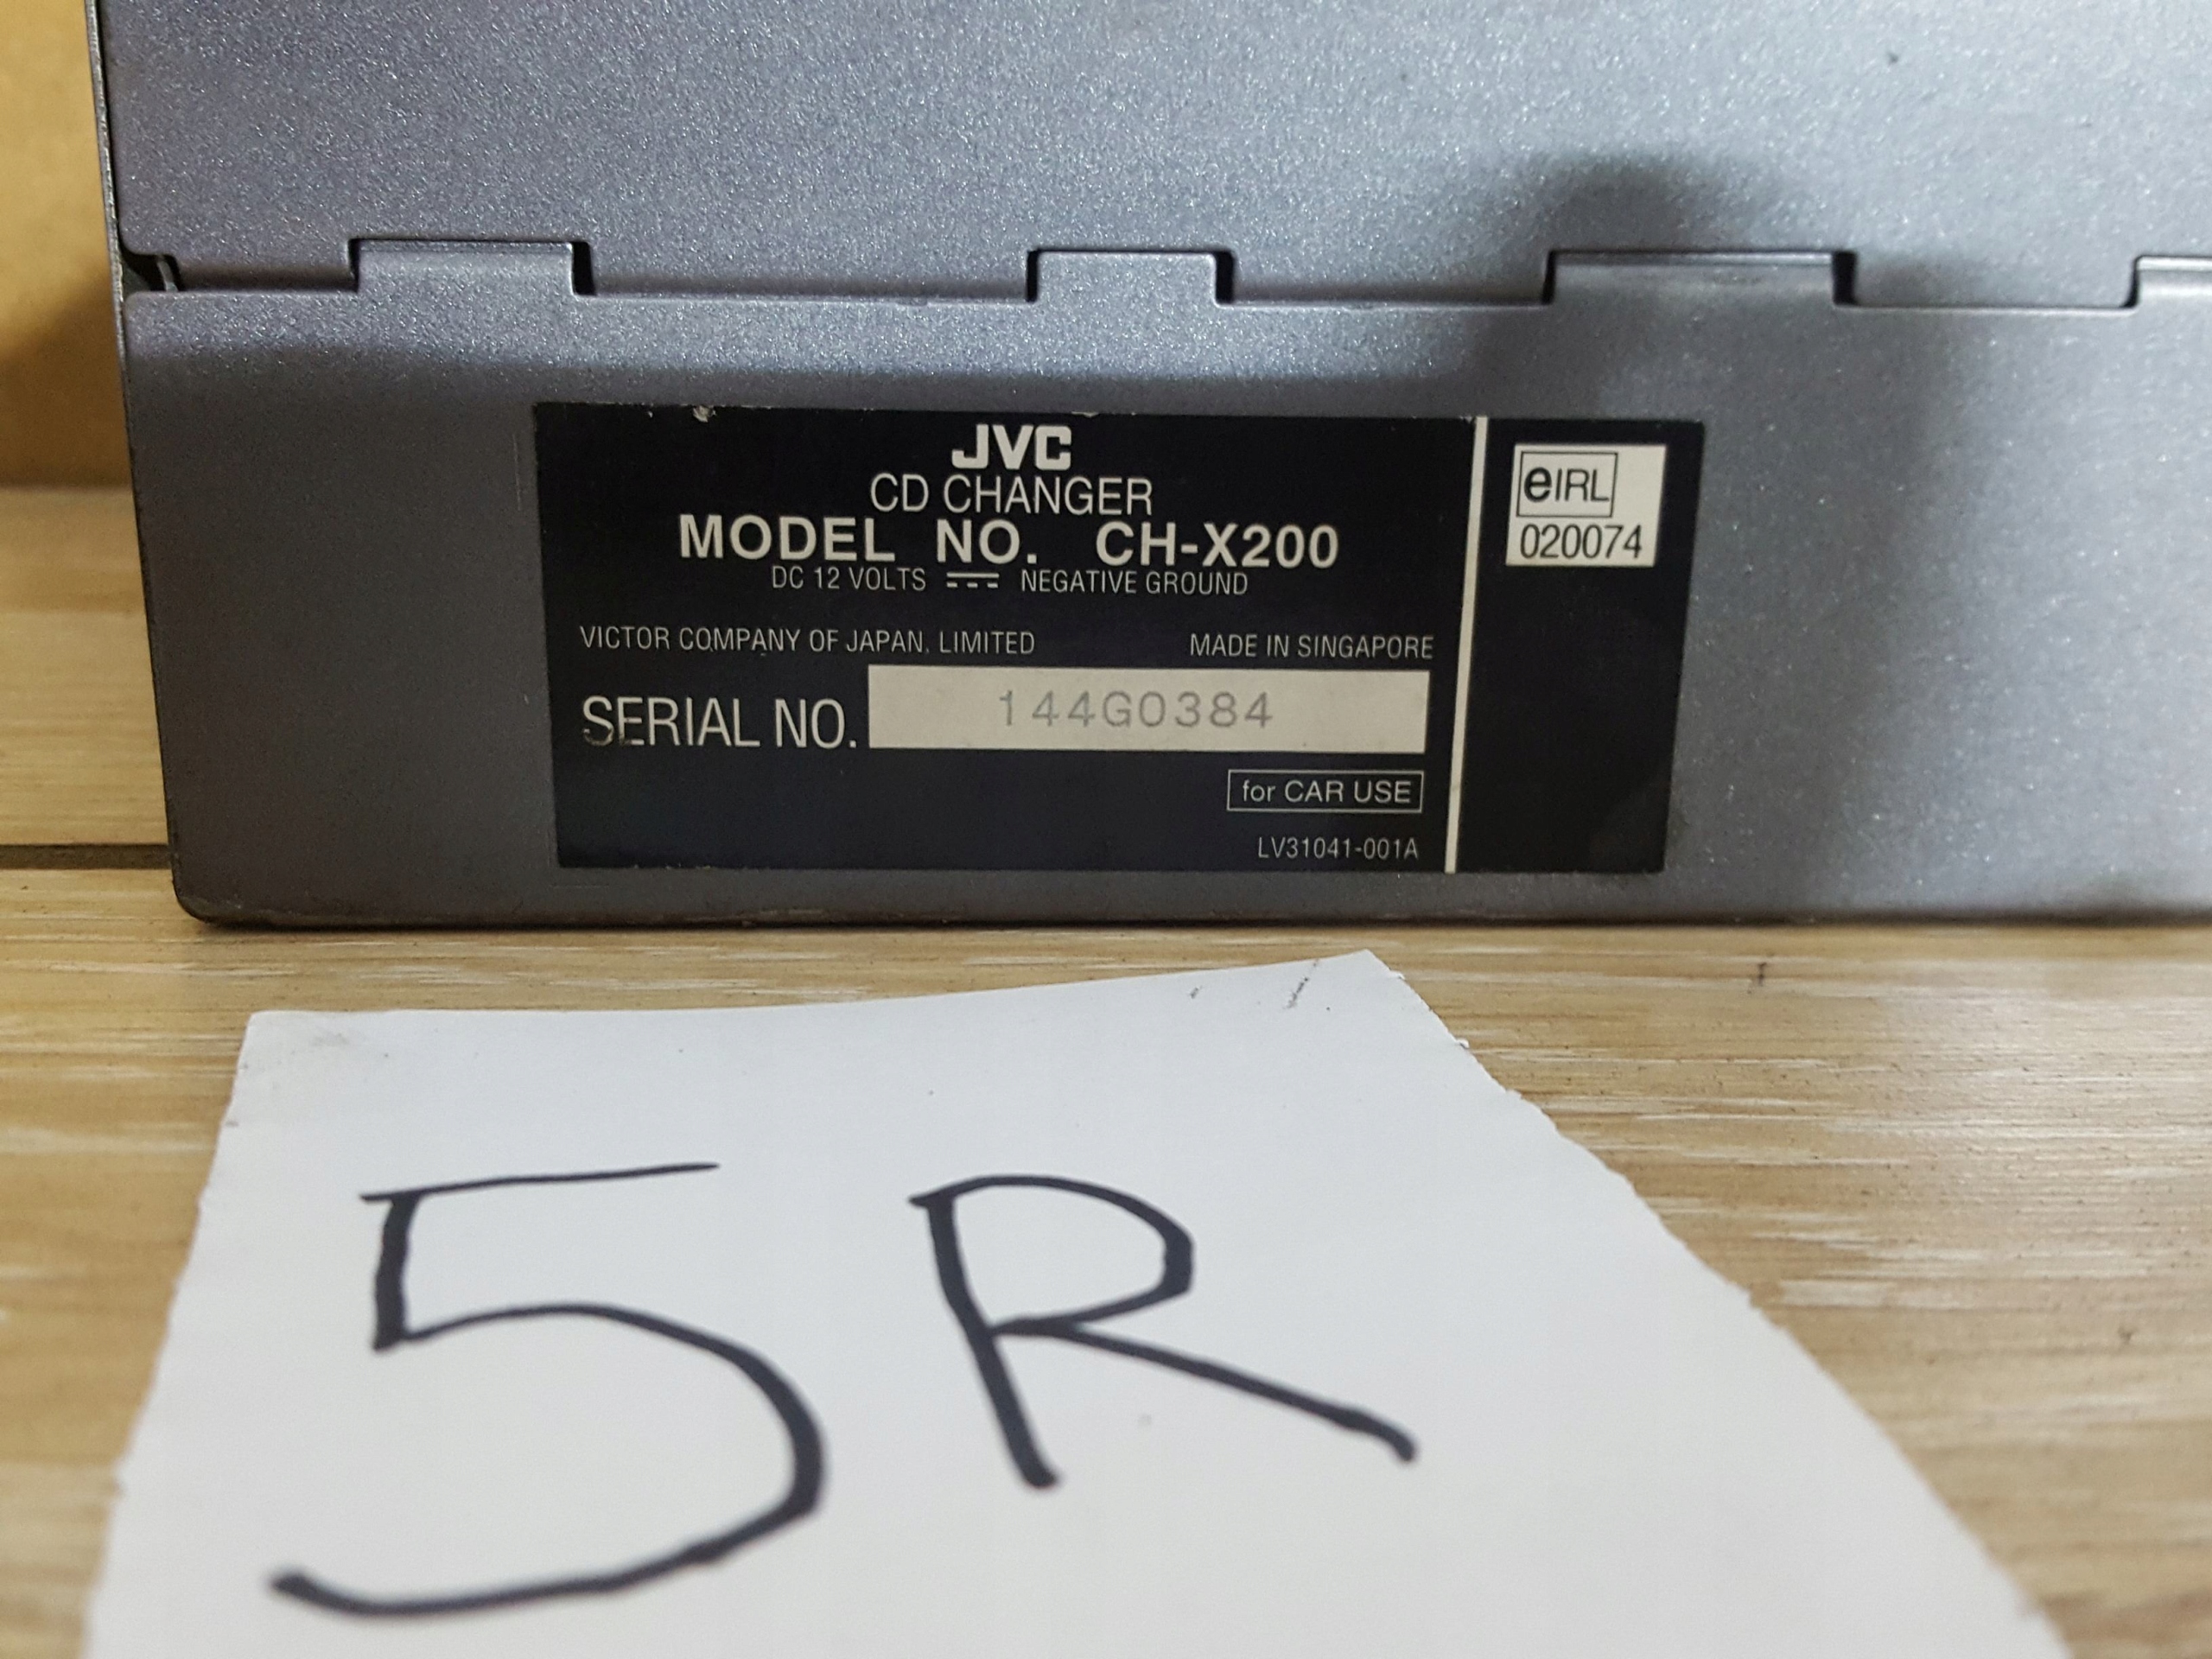 JVC
CD CHANGER
MODEL NO. CH-X200
DC 12 VOLTS NEGATIVE GROUND
VICTOR COMPANY OF JAPAN, LIMITED MADE IN SINGAPORE
SERIAL NO. 144G0384
for CAR USE
LV31041-001A
eIRL
020074
5R